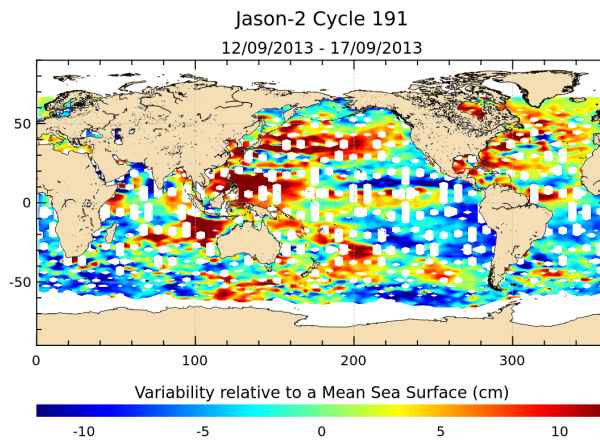 Jason-2 Cycle 191
12/09/2013 - 17/09/2013
50
0
-50
0 100 200 300
Variability relative to a Mean Sea Surface (cm)
-10 -5 0 5 10